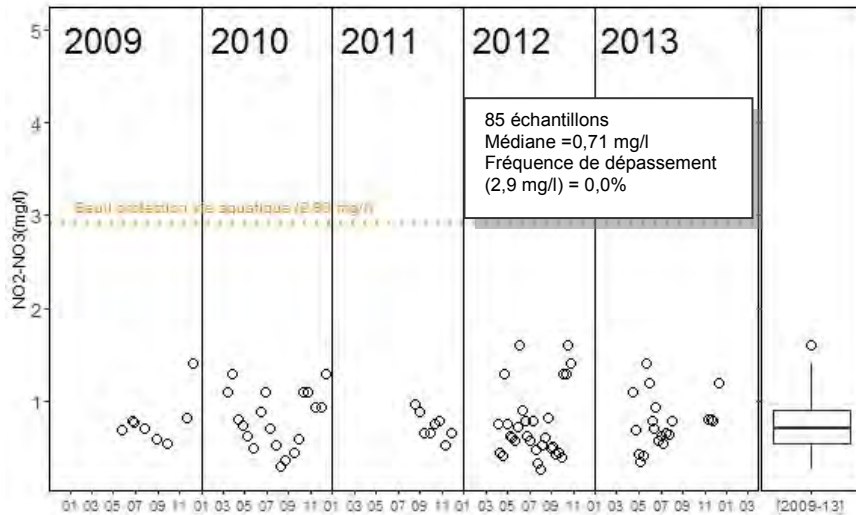 2009 2010 2011 2012 2013
85 échantillons
Médiane =0,71 mg/l
Fréquence de dépassement
(2,9 mg/l) = 0,0%
Seuil protection vie aquatique (2.93 mg/l)
NO2-NO3(mg/l)
5
4
3
2
1
01 03 05 07 09 11 01 03 05 07 09 11 01 03 05 07 09 11 01 03 05 07 09 11 01 03 05 07 09 11 01 03
[2009-13]